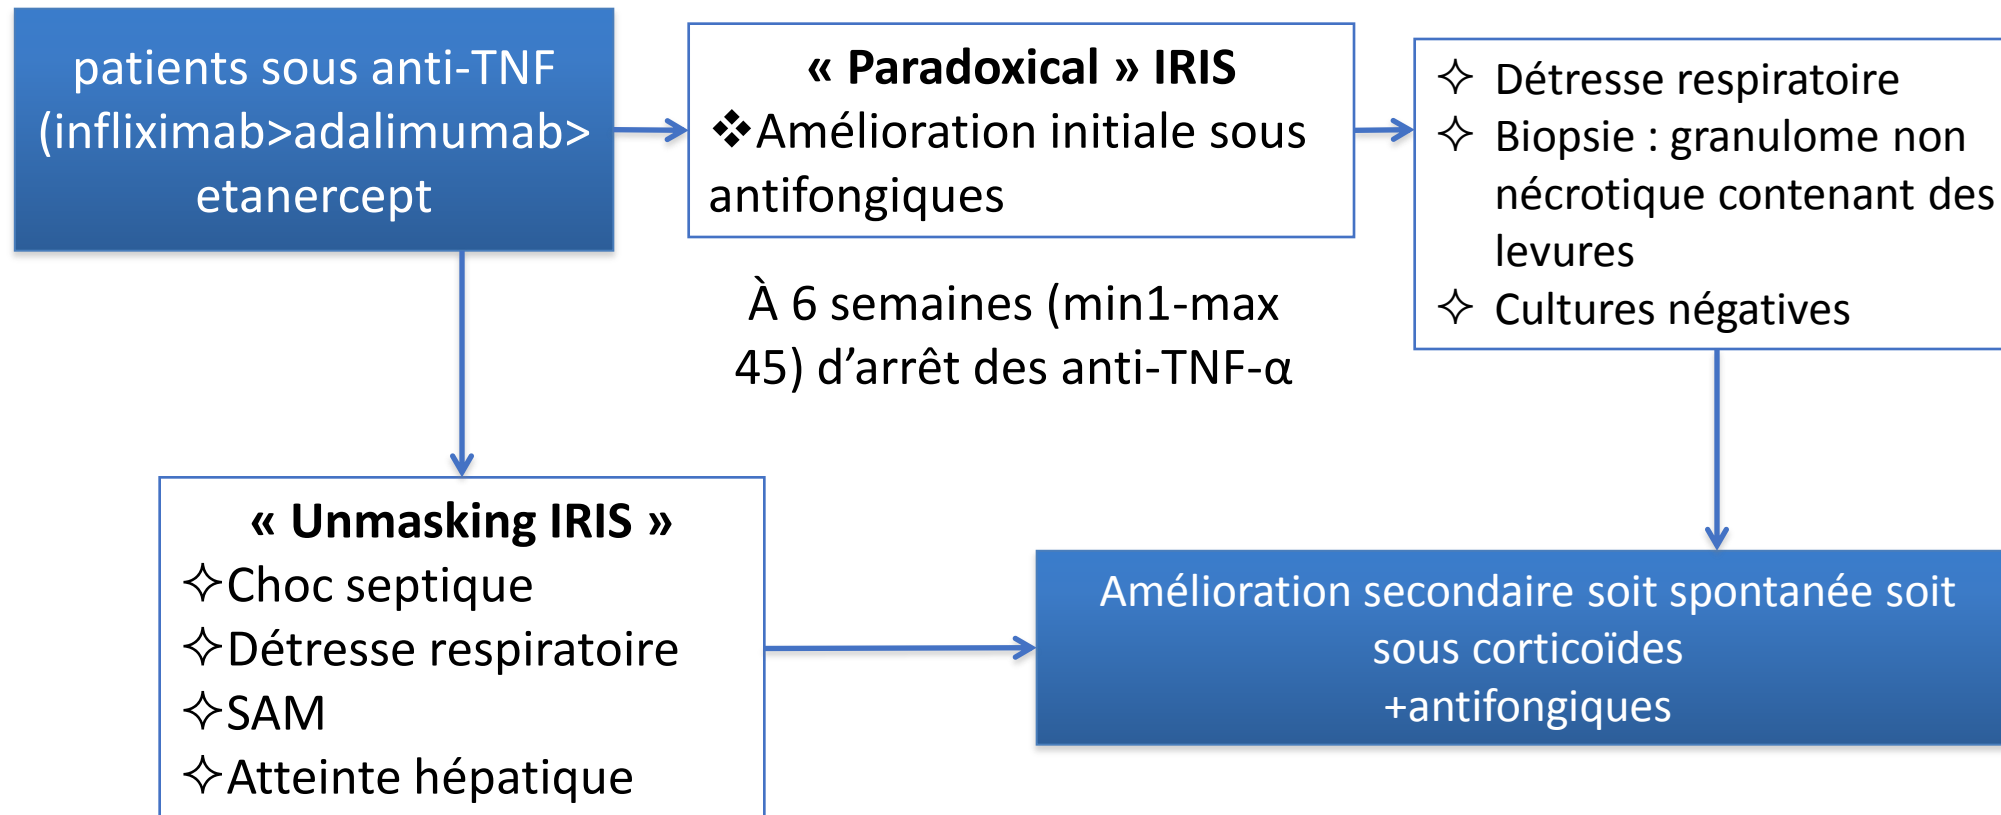 patients sous anti-TNF
(infliximab>adalimumab>
etanercept
« Paradoxical » IRIS
❖Amélioration initiale sous
antifongiques
✧ Détresse respiratoire
✧ Biopsie : granulome non
nécrotique contenant des
levures
✧ Cultures négatives
À 6 semaines (min1-max
45) d’arrêt des anti-TNF-α
« Unmasking IRIS »
✧Choc septique
✧Détresse respiratoire
✧SAM
✧Atteinte hépatique
Amélioration secondaire soit spontanée soit
sous corticoïdes
+antifongiques